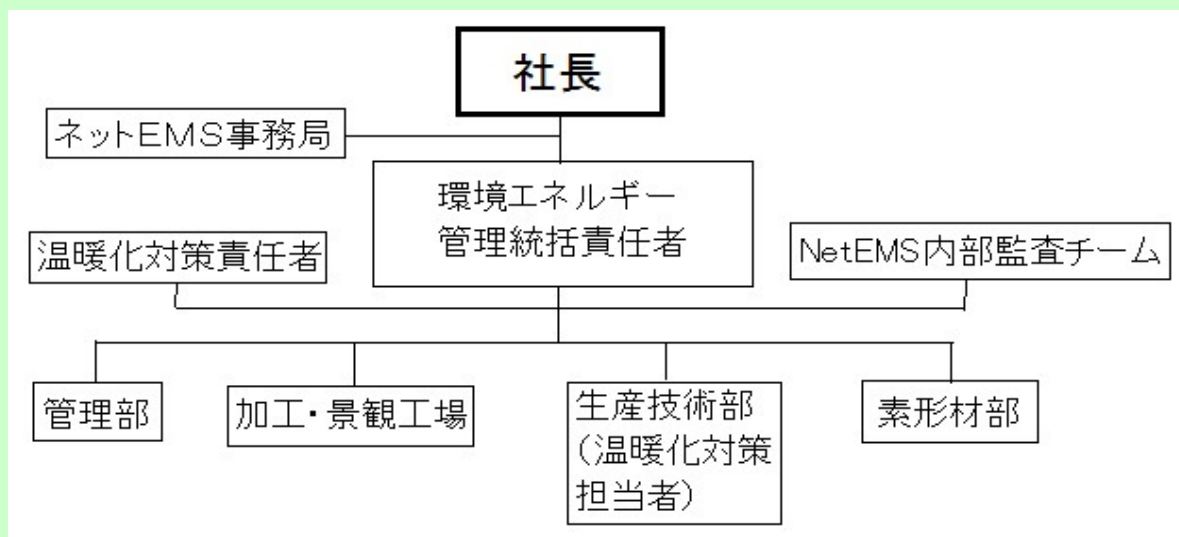 社長
ネットEMS事務局
環境エネルギー
管理統括責任者
温暖化対策責任者
NetEMS内部監査チーム
管理部
加工・景観工場
生産技術部
(温暖化対策
担当者)
素形材部